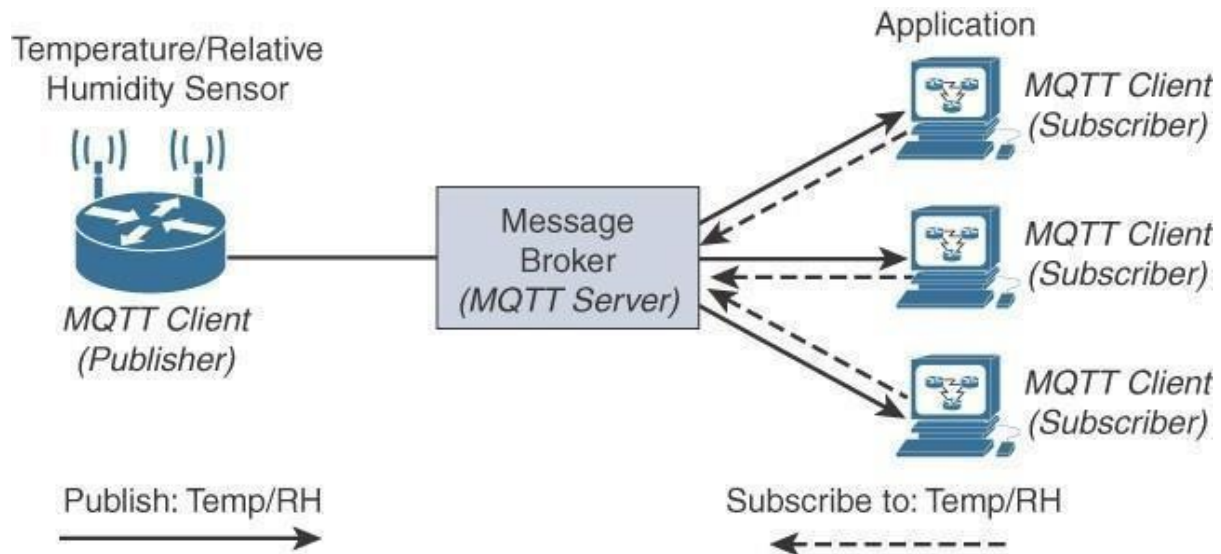 Temperature/Relative
Humidity Sensor
MQTT Client
(Publisher)
Message
Broker
(MQTT Server)
Application
MQTT Client
(Subscriber)
MQTT Client
(Subscriber)
MQTT Client
(Subscriber)
Publish: Temp/RH
Subscribe to: Temp/RH